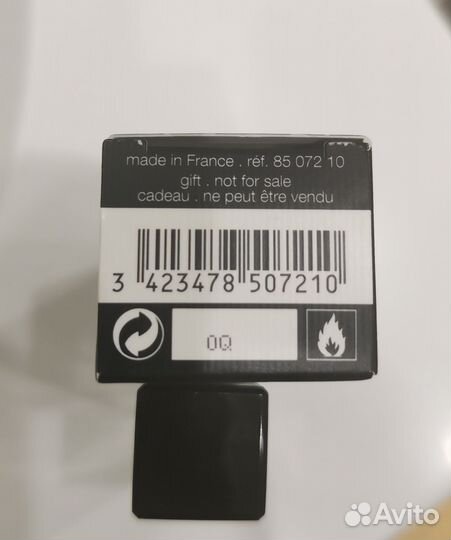 made in France . réf. 85 072 10
gift . not for sale
cadeau . ne peut être vendu
3 423478 507210
0Q
Avito